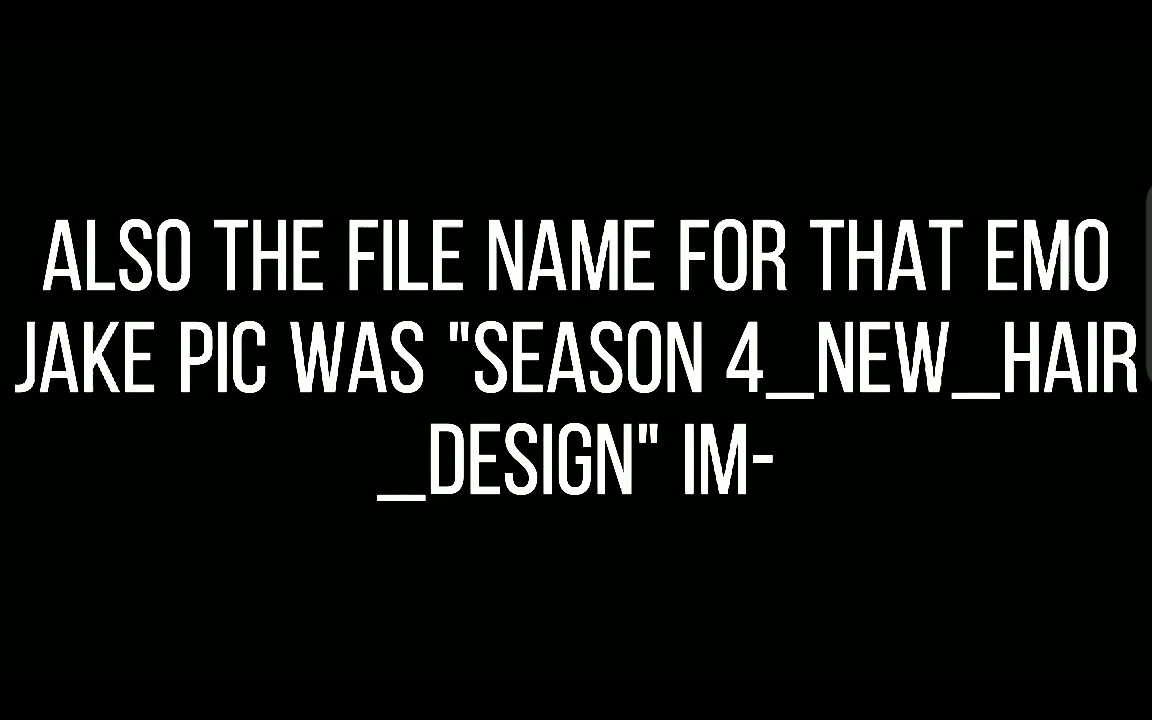 ALSO THE FILE NAME FOR THAT EMO
JAKE PIC WAS "SEASON 4_NEW_HAIR
_DESIGN" IM-